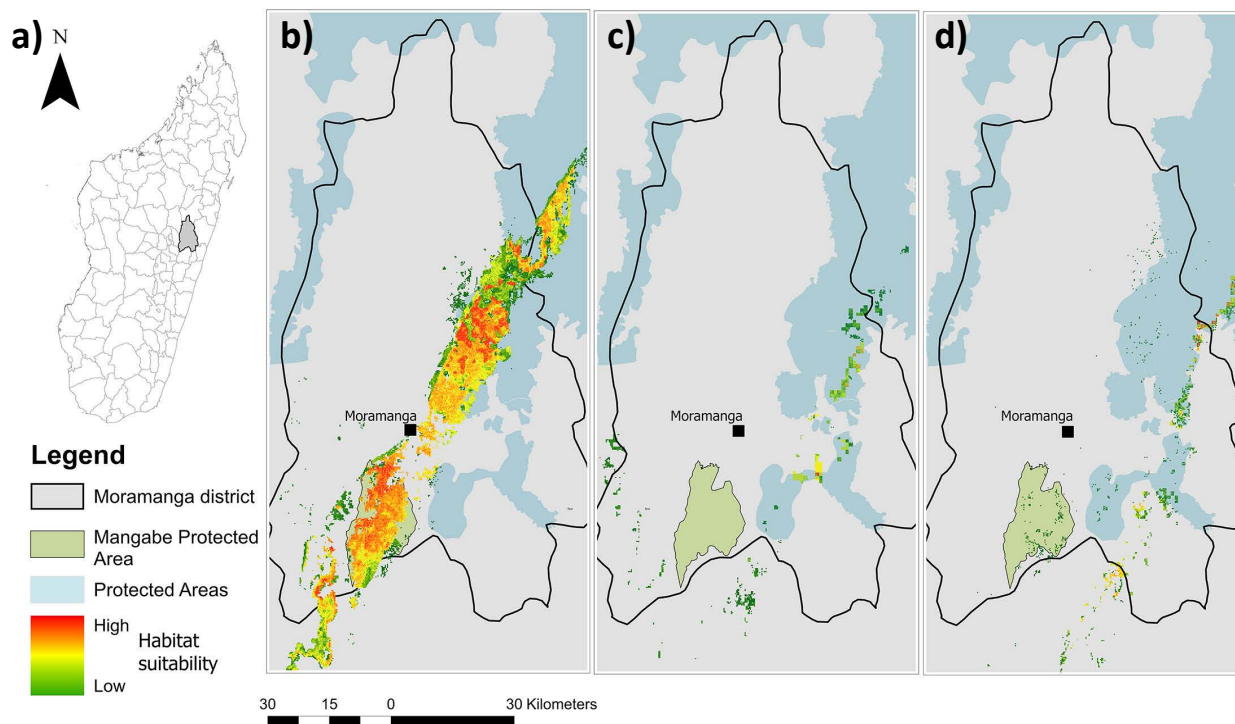 a)
N
b)
c)
d)
Moramanga
Moramanga
Moramanga
Legend
Moramanga district
Mangabe Protected
Area
Protected Areas
High
Habitat
suitability
Low
30 15 0 30 Kilometers